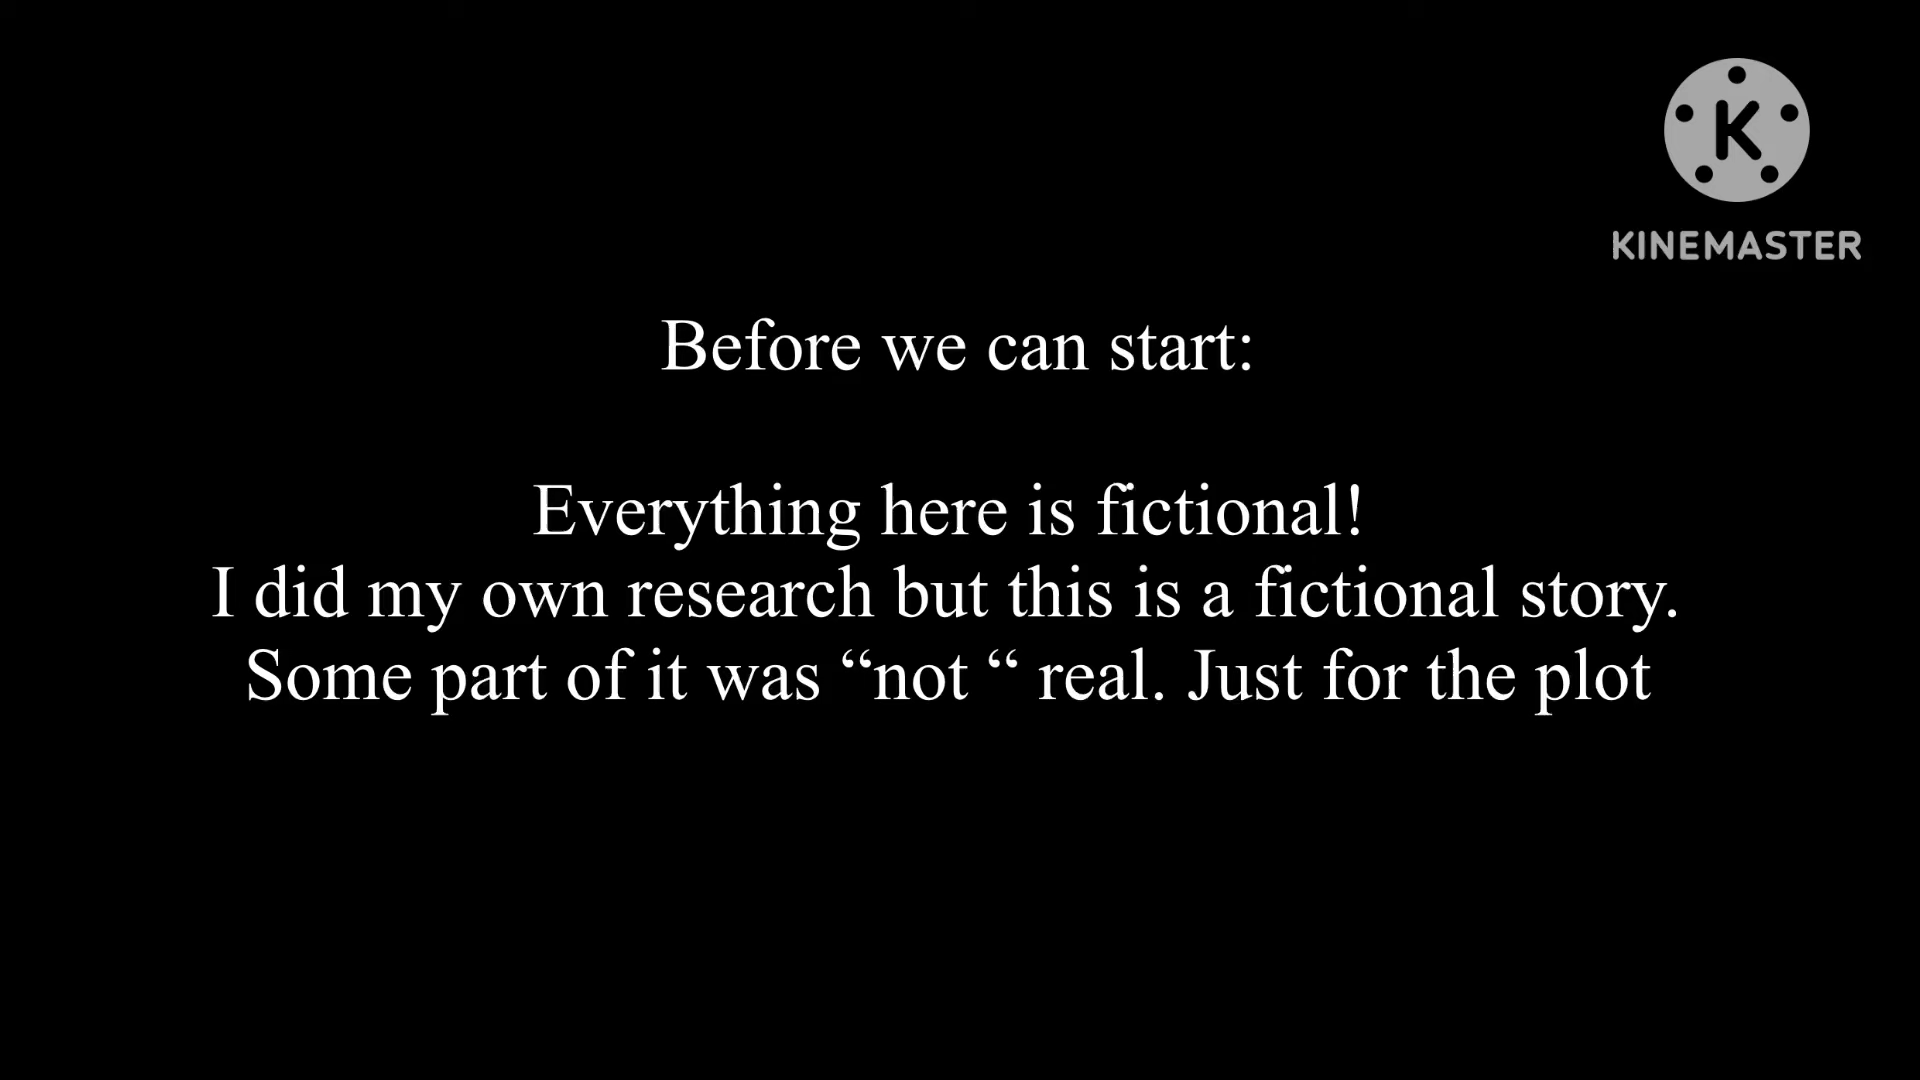 K
KINEMASTER
Before we can start:
Everything here is fictional!
I did my own research but this is a fictional story.
Some part of it was “not “ real. Just for the plot